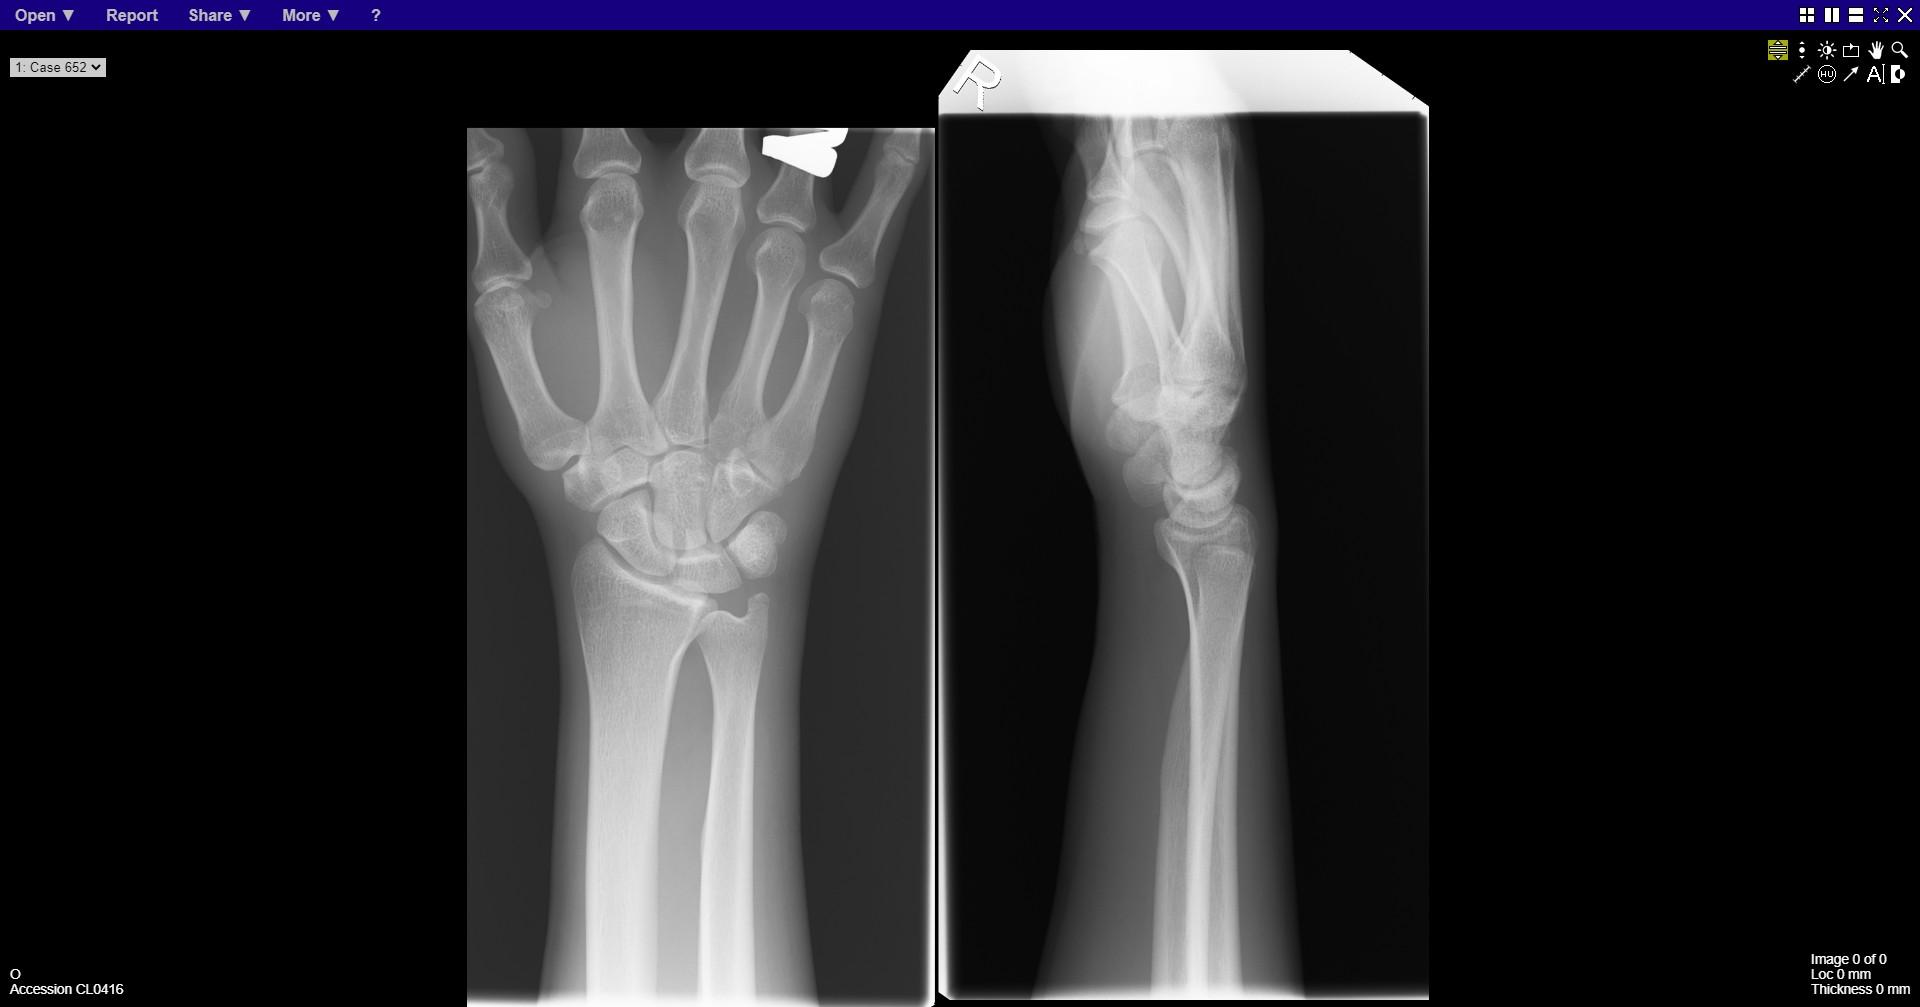 Open ▼ Report Share ▼ More ▼ ?
1: Case 652
HU
A
R
O
Accession CL0416
Image 0 of 0
Loc 0 mm
Thickness 0 mm